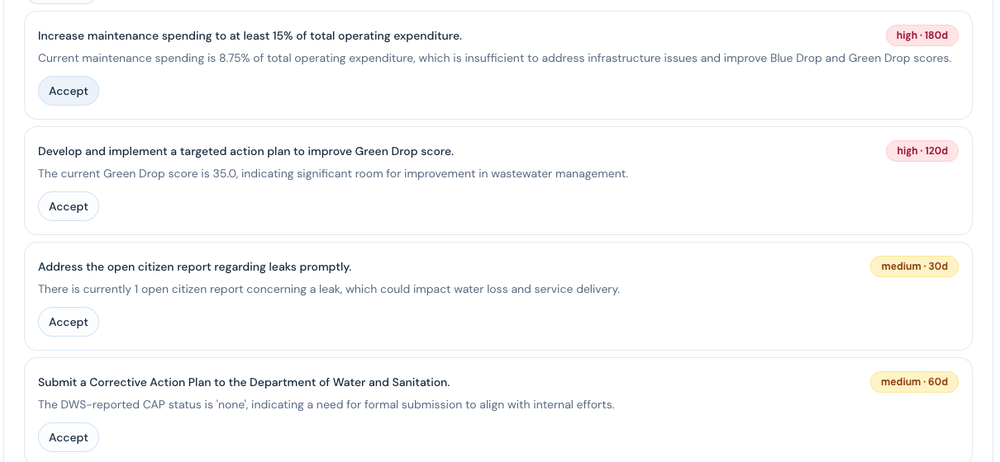 Increase maintenance spending to at least 15% of total operating expenditure.
high · 180d
Current maintenance spending is 8.75% of total operating expenditure, which is insufficient to address infrastructure issues and improve Blue Drop and Green Drop scores.
Accept
Develop and implement a targeted action plan to improve Green Drop score.
high · 120d
The current Green Drop score is 35.0, indicating significant room for improvement in wastewater management.
Accept
Address the open citizen report regarding leaks promptly.
medium · 30d
There is currently 1 open citizen report concerning a leak, which could impact water loss and service delivery.
Accept
Submit a Corrective Action Plan to the Department of Water and Sanitation.
medium · 60d
The DWS-reported CAP status is 'none', indicating a need for formal submission to align with internal efforts.
Accept